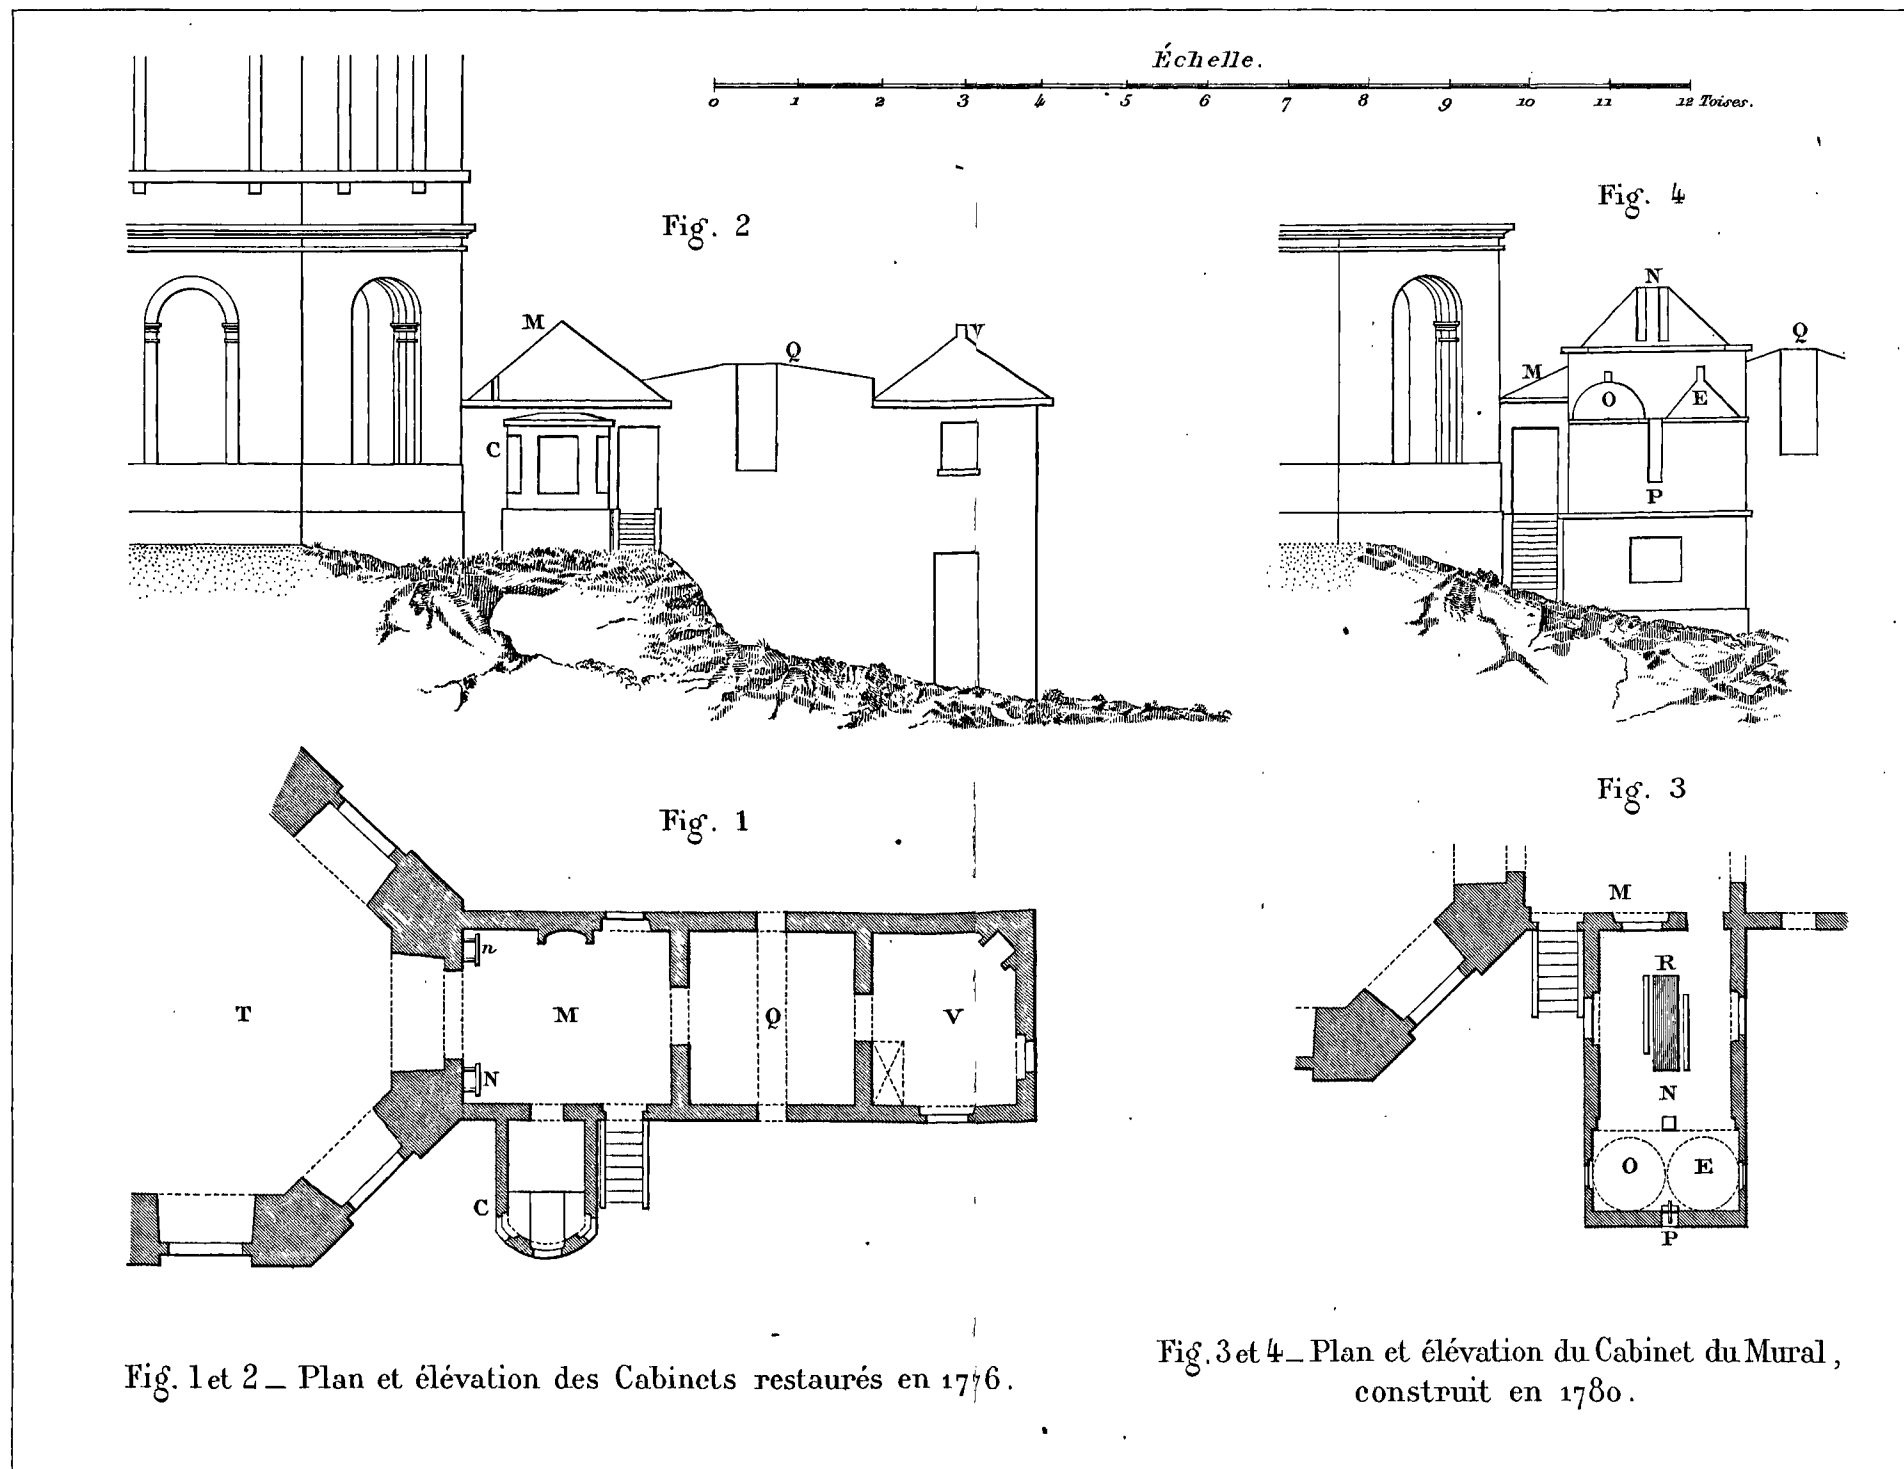 Échelle.
0 1 2 3 4 5 6 7 8 9 10 11 12 Toises.
Fig. 2
M
Q
V
C
Fig. 4
N
Q
M
O
E
P
Fig. 1
n
T
M
Q
V
N
C
Fig. 3
M
R
N
O
E
P
Fig. 1 et 2 _ Plan et élévation des Cabinets restaurés en 1776.
Fig. 3 et 4 _ Plan et élévation du Cabinet du Mural,
construit en 1780.